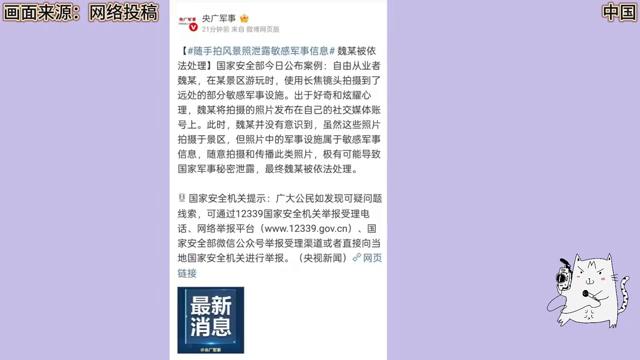 画面来源：网络投稿
中国
央广军事
21分钟前 来自 微博网页版
【#随手拍风景照泄露敏感军事信息# 魏某被依
法处理】国家安全部今日公布案例：自由从业者
魏某，在某景区游玩时，使用长焦镜头拍摄到了
远处的部分敏感军事设施。出于好奇和炫耀心
理，魏某将拍摄的照片发布在自己的社交媒体账
号上。此时，魏某并没有意识到，虽然这些照片
拍摄于景区，但照片中的军事设施属于敏感军事
信息，随意拍摄和传播此类照片，极有可能导致
国家军事秘密泄露，最终魏某被依法处理。
国家安全机关提示：广大公民如发现可疑问题
线索，可通过12339国家安全机关举报受理电
话、网络举报平台（www.12339.gov.cn）、国
家安全部微信公众号举报受理渠道或者直接向当
地国家安全机关进行举报。（央视新闻）网页
链接
最新
消息
@央广军事